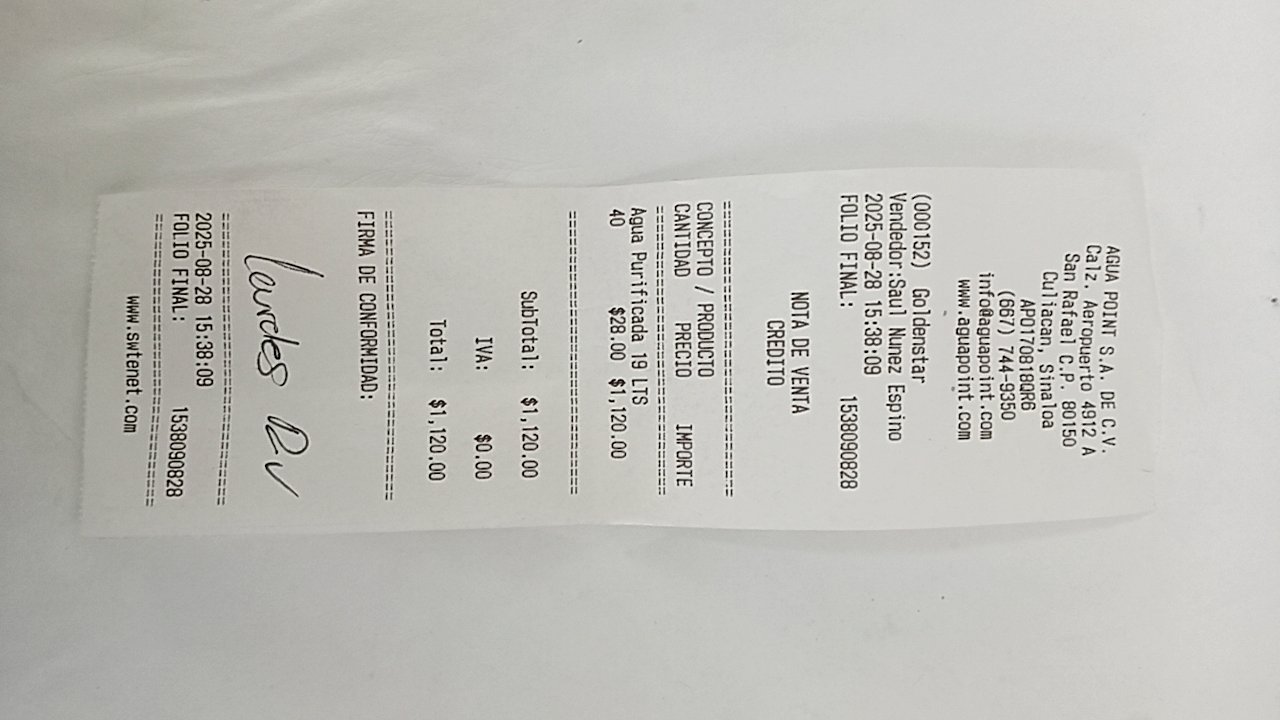 AGUA POINT S.A. DE C.V.
Calz. Aeropuerto 4912 A
San Rafael C.P. 80150
Culiacan, Sinaloa
APO170818QR6
(667) 744-9350
info@aguapoint.com
www.aguapoint.com
(000152) Goldenstar
Vendedor:Saul Nunez Espino
2025-08-28 15:38:09
FOLIO FINAL: 1538090828
NOTA DE VENTA
CREDITO
================================
CONCEPTO / PRODUCTO
CANTIDAD PRECIO IMPORTE
================================
Agua Purificada 19 LTS
40 $28.00 $1,120.00
================================
SubTotal: $1,120.00
IVA: $0.00
Total: $1,120.00
================================
FIRMA DE CONFORMIDAD:
================================
2025-08-28 15:38:09
FOLIO FINAL: 1538090828
================================
www.swtenet.com